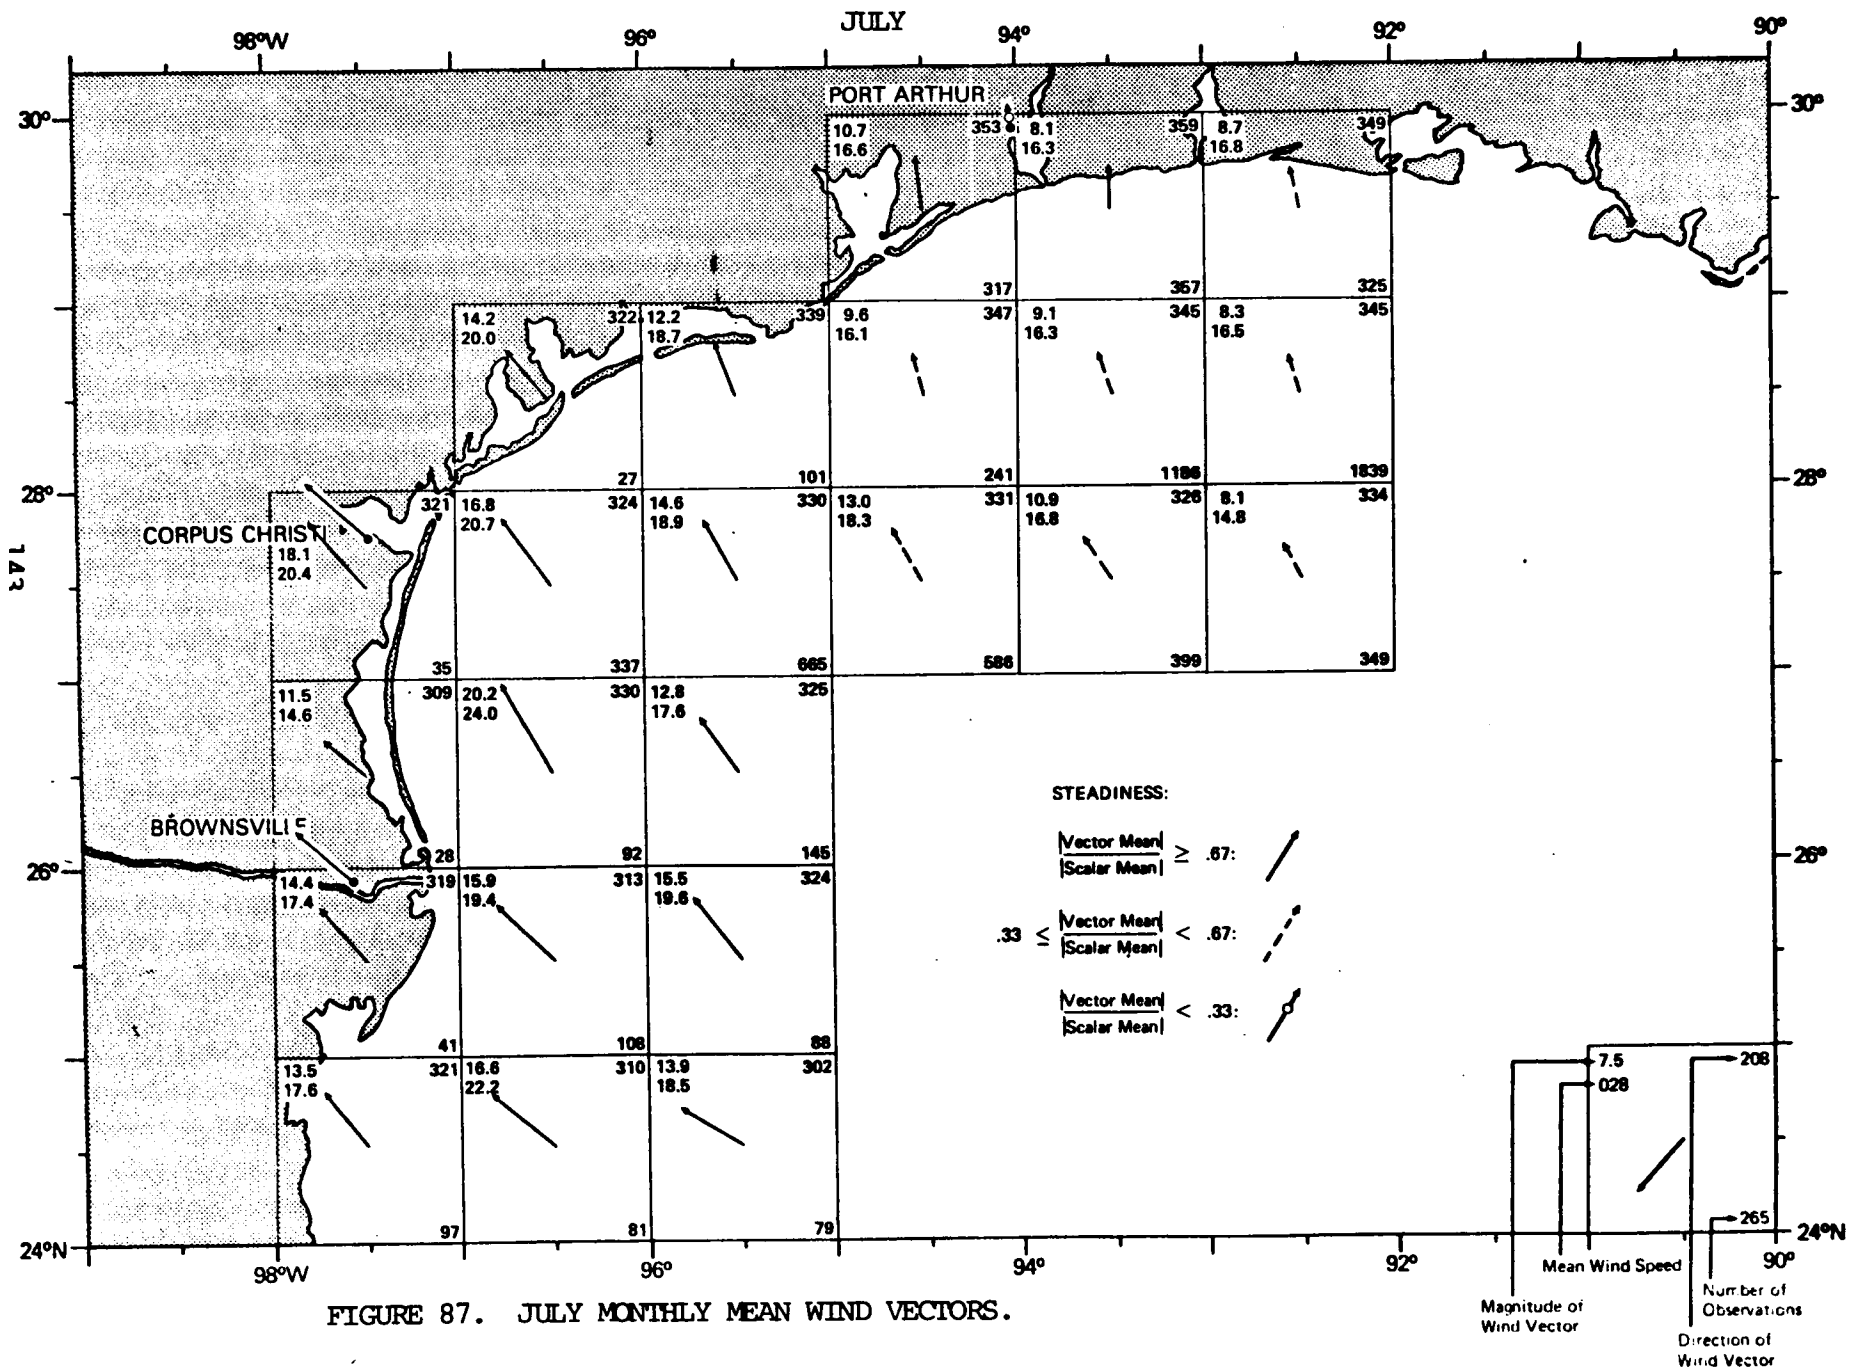 JULY
98°W 96° 94° 92° 90°
PORT ARTHUR
30° 30°
10.7 353 8.1 359 8.7 349
16.6 16.3 16.8
317 357 325
14.2 322 12.2 339 9.6 347 9.1 345 8.3 345
20.0 18.7 16.1 16.3 16.5
27 101 241 1186 1839
28° 28°
321 16.8 324 14.6 330 13.0 331 10.9 326 8.1 334
20.7 18.9 18.3 16.8 14.8
CORPUS CHRISTI
18.1
20.4
143
35 337 665 586 399 349
11.5 309 20.2 330 12.8 325
14.6 24.0 17.6
STEADINESS:
|Vector Mean|
|Scalar Mean| ≥ .67:
BROWNSVILLE
28 92 145
26° 26°
14.4 319 15.9 313 15.5 324
17.4 19.4 19.6
|Vector Mean|
.33 ≤ |Scalar Mean| < .67:
|Vector Mean|
|Scalar Mean| < .33:
41 108 88
13.5 321 16.6 310 13.9 302
17.6 22.2 18.5
7.5 208
028
265
97 81 79
24°N 24°N
98°W 96° 94° 92° 90°
Mean Wind Speed
Number of
Observations
Magnitude of
Wind Vector
Direction of
Wind Vector
FIGURE 87. JULY MONTHLY MEAN WIND VECTORS.